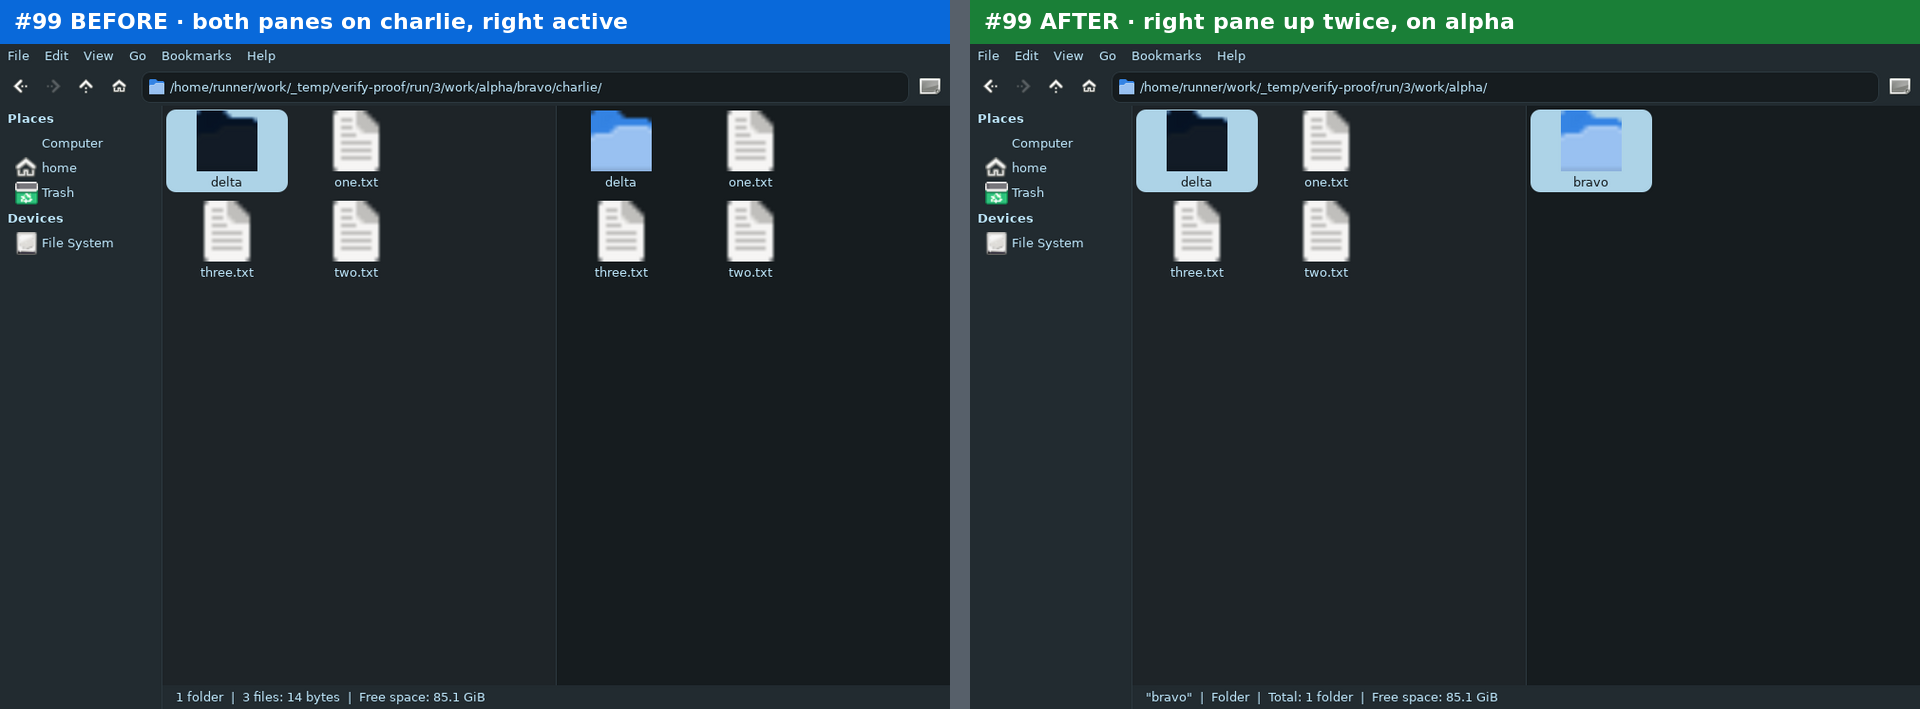 #99 BEFORE · both panes on charlie, right active
File Edit View Go Bookmarks Help
/home/runner/work/_temp/verify-proof/run/3/work/alpha/bravo/charlie/
Places
Computer
home
Trash
Devices
File System
delta one.txt
three.txt two.txt
delta one.txt
three.txt two.txt
1 folder | 3 files: 14 bytes | Free space: 85.1 GiB
#99 AFTER · right pane up twice, on alpha
File Edit View Go Bookmarks Help
/home/runner/work/_temp/verify-proof/run/3/work/alpha/
Places
Computer
home
Trash
Devices
File System
delta one.txt
three.txt two.txt
bravo
"bravo" | Folder | Total: 1 folder | Free space: 85.1 GiB